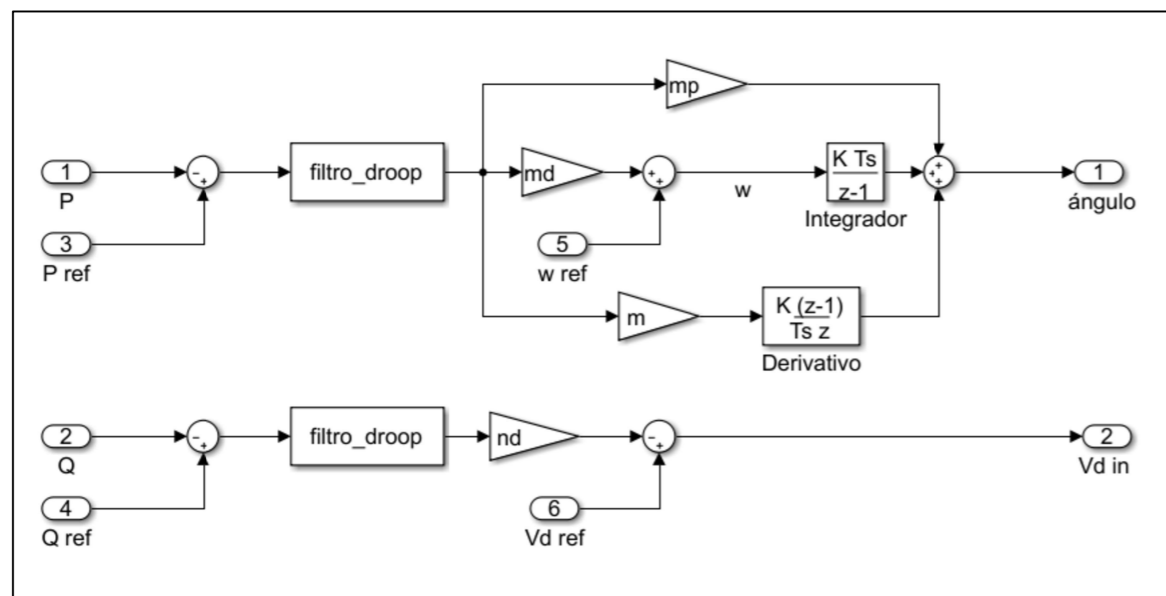 mp
1
P
- +
filtro_droop
md
+ +
w
K Ts
z-1
Integrador
+ + +
1
ángulo
3
P ref
5
w ref
m
K (z-1)
Ts z
Derivativo
2
Q
- +
filtro_droop
nd
- +
2
Vd in
4
Q ref
6
Vd ref